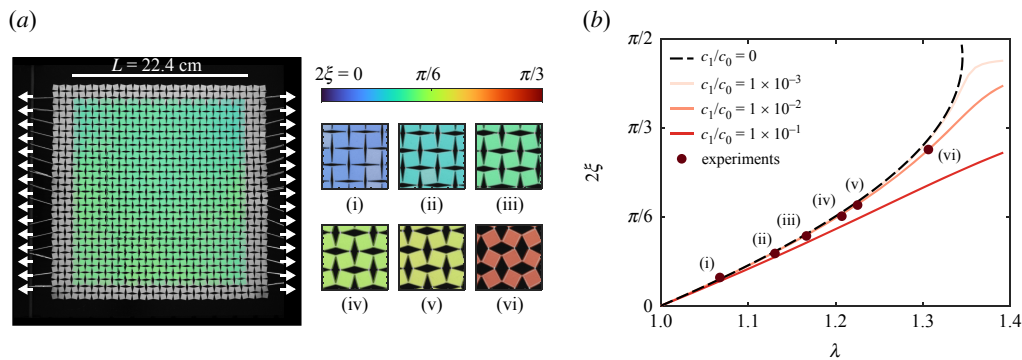 (a)
L = 22.4 cm
2ξ = 0 π/6 π/3
(i) (ii) (iii)
(iv) (v) (vi)
(b)
π/2
π/3
π/6
0
2ξ
c₁/c₀ = 0
c₁/c₀ = 1 × 10⁻³
c₁/c₀ = 1 × 10⁻²
c₁/c₀ = 1 × 10⁻¹
experiments
(vi)
(v)
(iv)
(iii)
(ii)
(i)
1.0 1.1 1.2 1.3 1.4
λ